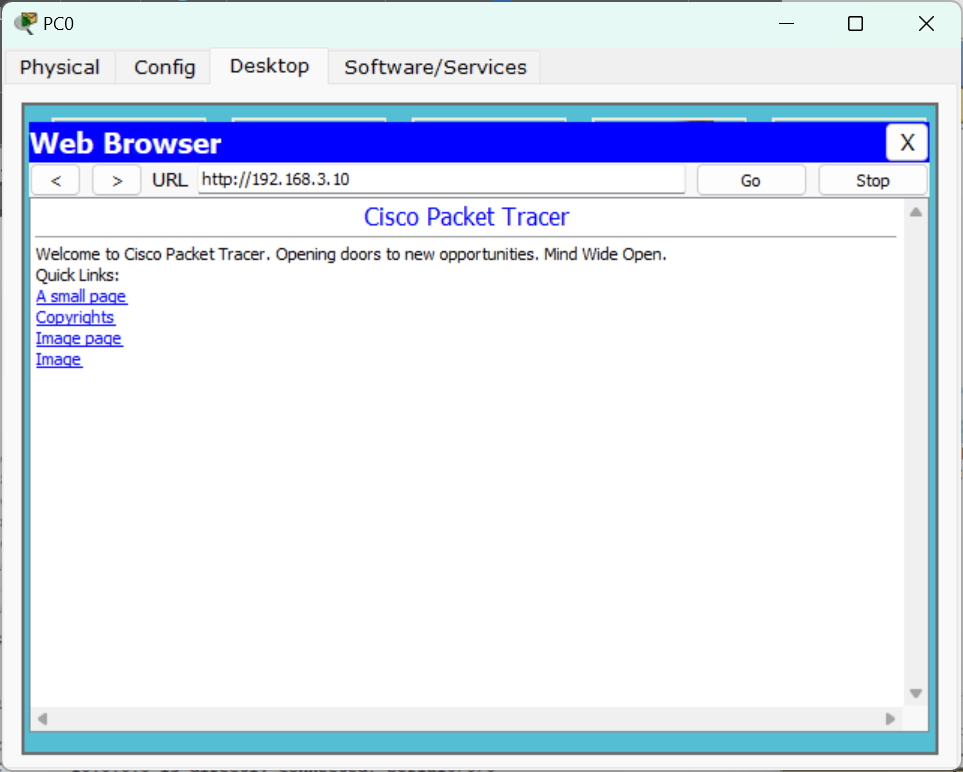 PC0
Physical Config Desktop Software/Services
Web Browser X
< > URL http://192.168.3.10 Go Stop
Cisco Packet Tracer
Welcome to Cisco Packet Tracer. Opening doors to new opportunities. Mind Wide Open.
Quick Links:
A small page
Copyrights
Image page
Image